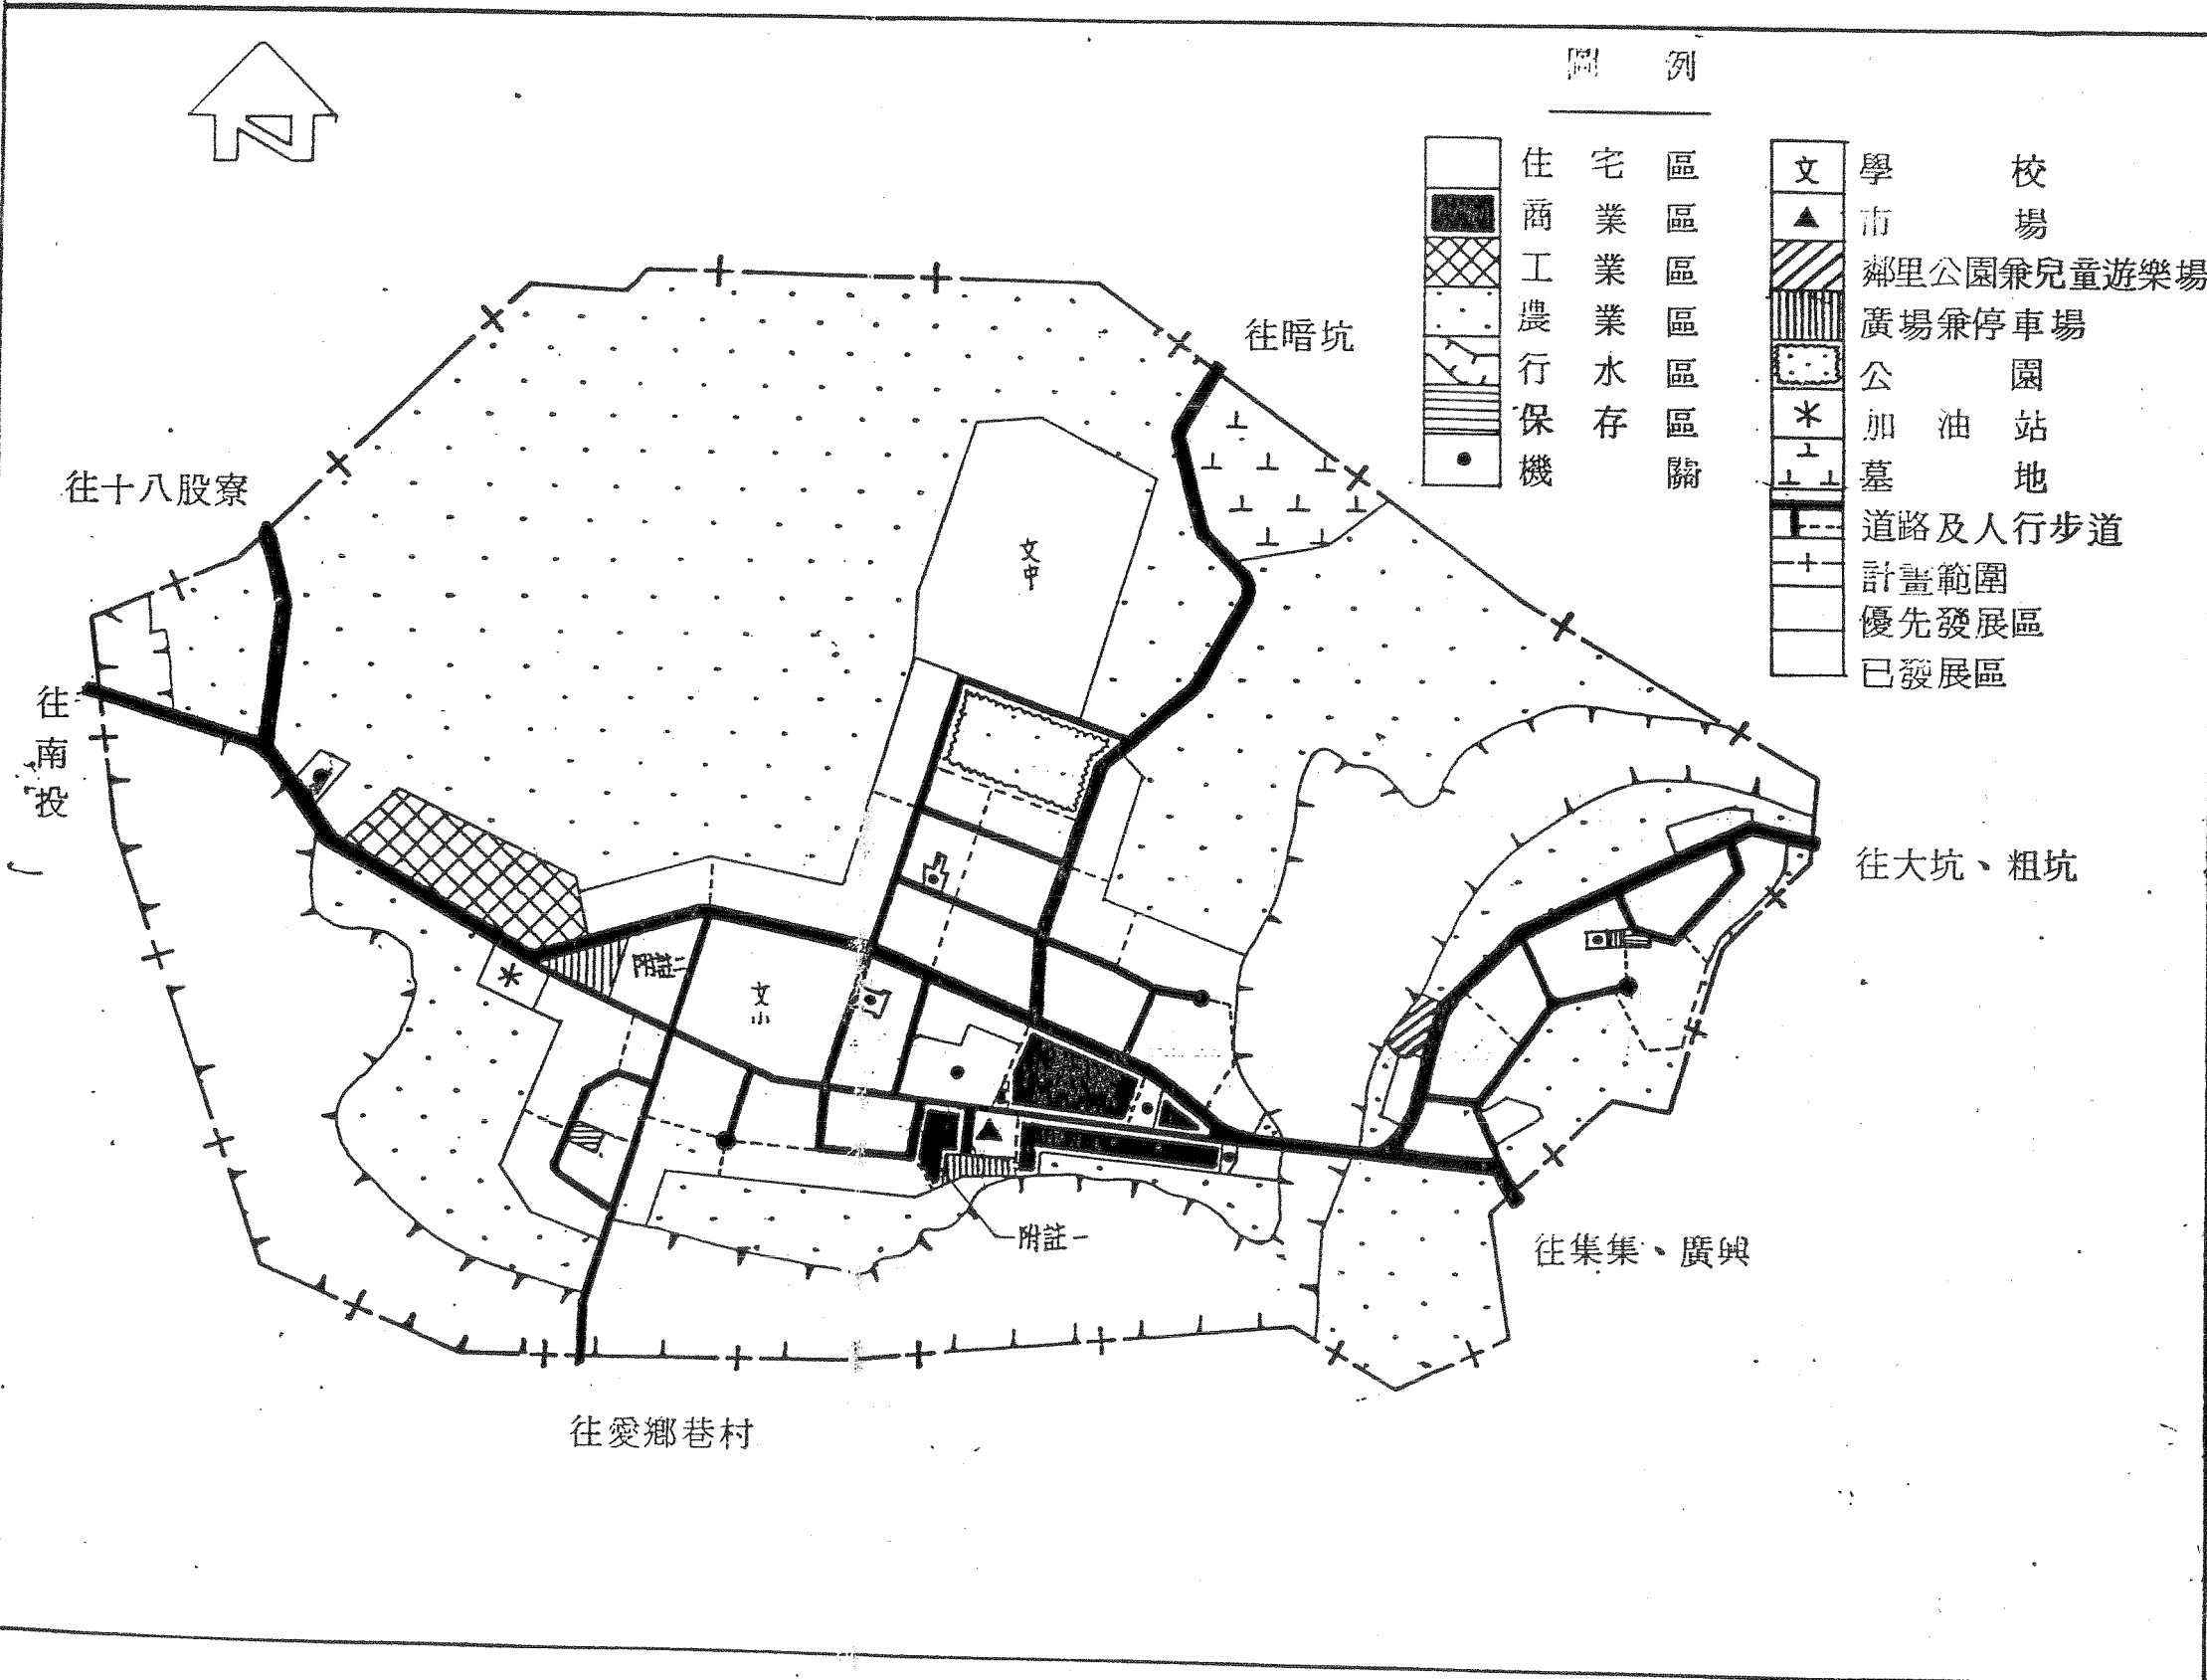 圖例
住宅區
商業區
工業區
農業區
行水區
保存區
機關
文 學校
市場
鄰里公園兼兒童遊樂場
廣場兼停車場
公園
加油站
墓地
道路及人行步道
計畫範圍
優先發展區
已發展區
往暗坑
往十八股寮
往南投
文中
文小
附註一
往大坑、粗坑
往集集、廣興
往愛鄉巷村